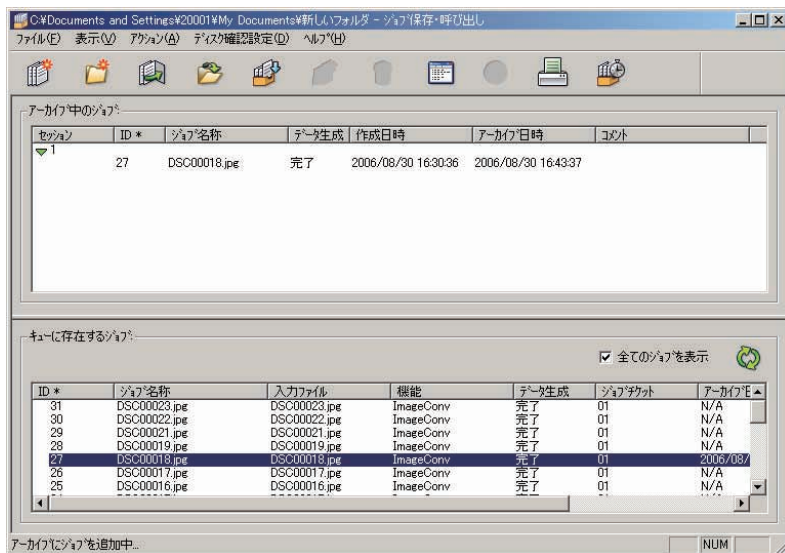 C:¥Documents and Settings¥20001¥My Documents¥新しいフォルダ - ジョブ保存・呼び出し
ファイル(F) 表示(V) アクション(A) ディスク確認設定(D) ヘルプ(H)
アーカイブ中のジョブ:
セッション ID * ジョブ名称 データ生成 作成日時 アーカイブ日時 コメント
1
27 DSC00018.jpg 完了 2006/08/30 16:30:36 2006/08/30 16:43:37
キューに存在するジョブ:
全てのジョブを表示
ID * ジョブ名称 入力ファイル 機能 データ生成 ジョブチケット アーカイブ
31 DSC00023.jpg DSC00023.jpg ImageConv 完了 01 N/A
30 DSC00022.jpg DSC00022.jpg ImageConv 完了 01 N/A
29 DSC00021.jpg DSC00021.jpg ImageConv 完了 01 N/A
28 DSC00019.jpg DSC00019.jpg ImageConv 完了 01 N/A
27 DSC00018.jpg DSC00018.jpg ImageConv 完了 01 2006/08/
26 DSC00017.jpg DSC00017.jpg ImageConv 完了 01 N/A
25 DSC00016.jpg DSC00016.jpg ImageConv 完了 01 N/A
アーカイブにジョブを追加中...
NUM